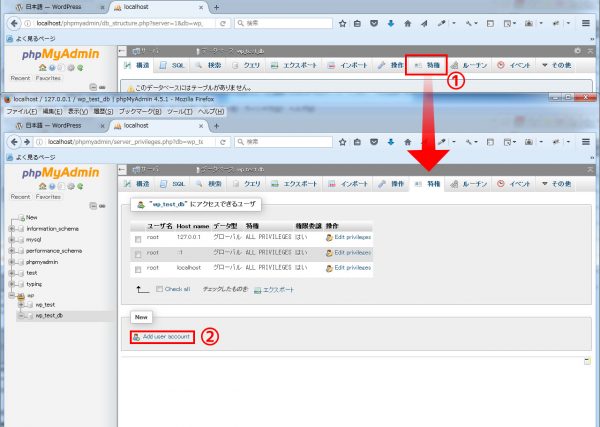 日本語 — WordPress
localhost
localhost/phpmyadmin/db_structure.php?server=1&db=wp_
検索
よく見るページ
phpMyAdmin
サーバ
データベース wp_test_db
構造
SQL
検索
クエリ
エクスポート
インポート
操作
特権
ルーチン
イベント
その他
Recent Favorites
このデータベースにはテーブルがありません。
①
localhost / 127.0.0.1 / wp_test_db | phpMyAdmin 4.5.1 - Mozilla Firefox
ファイル(F) 編集(E) 表示(V) 履歴(S) ブックマーク(B) ツール(T) ヘルプ(H)
日本語 — WordPress
localhost
localhost/phpmyadmin/server_privileges.php?db=wp_te
検索
よく見るページ
phpMyAdmin
Recent Favorites
サーバ
データベース wp_test_db
構造
SQL
検索
クエリ
エクスポート
インポート
操作
特権
ルーチン
イベント
その他
New
information_schema
mysql
performance_schema
phpmyadmin
test
typing
wp
wp_test
wp_test_db
"wp_test_db" にアクセスできるユーザ
ユーザ名 Host name データ型 特権 権限委譲 操作
root 127.0.0.1 グローバル ALL PRIVILEGES はい Edit privileges
root ::1 グローバル ALL PRIVILEGES はい Edit privileges
root localhost グローバル ALL PRIVILEGES はい Edit privileges
Check all チェックしたものを: エクスポート
New
Add user account
②